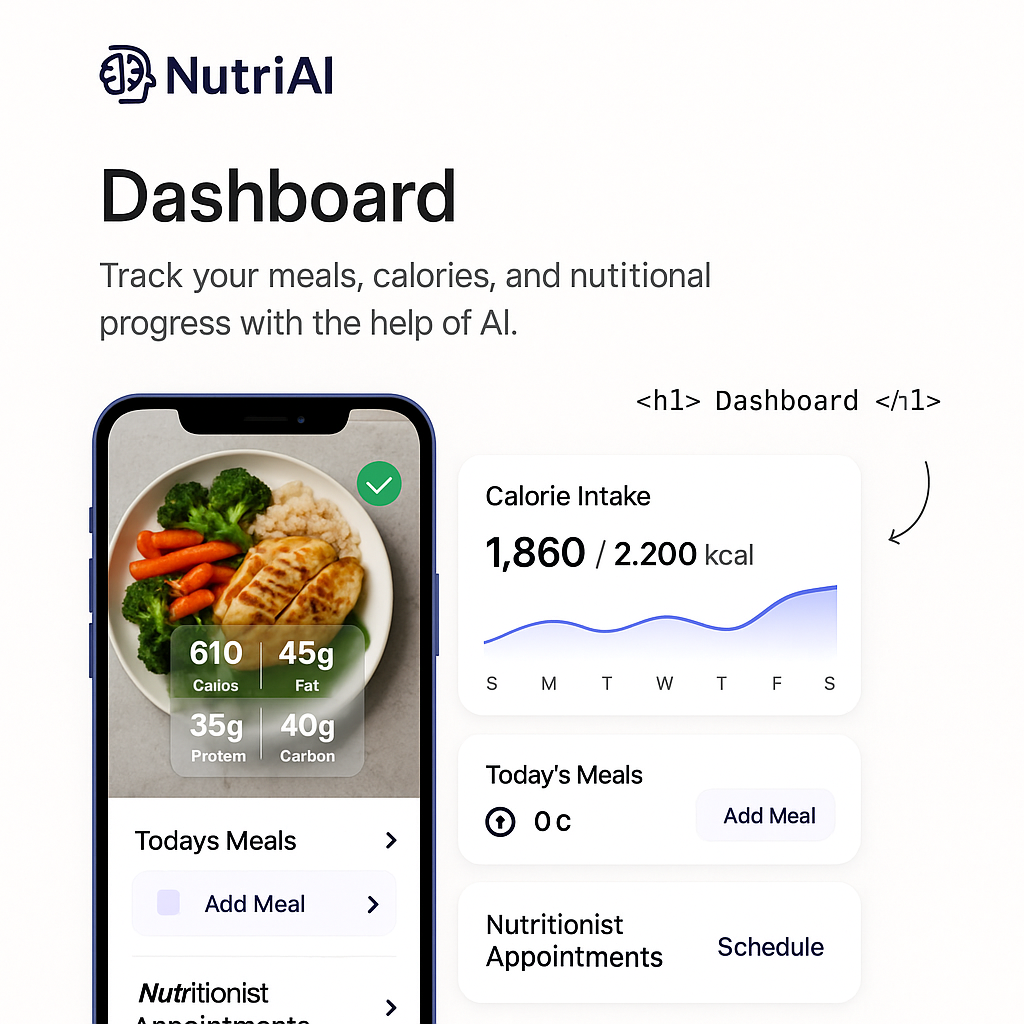 NutriAI
Dashboard
Track your meals, calories, and nutitional
progress with the help of AI.
<h1> Dashboard </h1>
610
Calios
45g
Fat
35g
Protem
40g
Carbon
Todays Meals
Add Meal
Nutritionist
Appointments
Calorie Intake
1,860 / 2.200 kcal
S M T W T F S
Today's Meals
0 c
Add Meal
Nutritionist
Appointments
Schedule